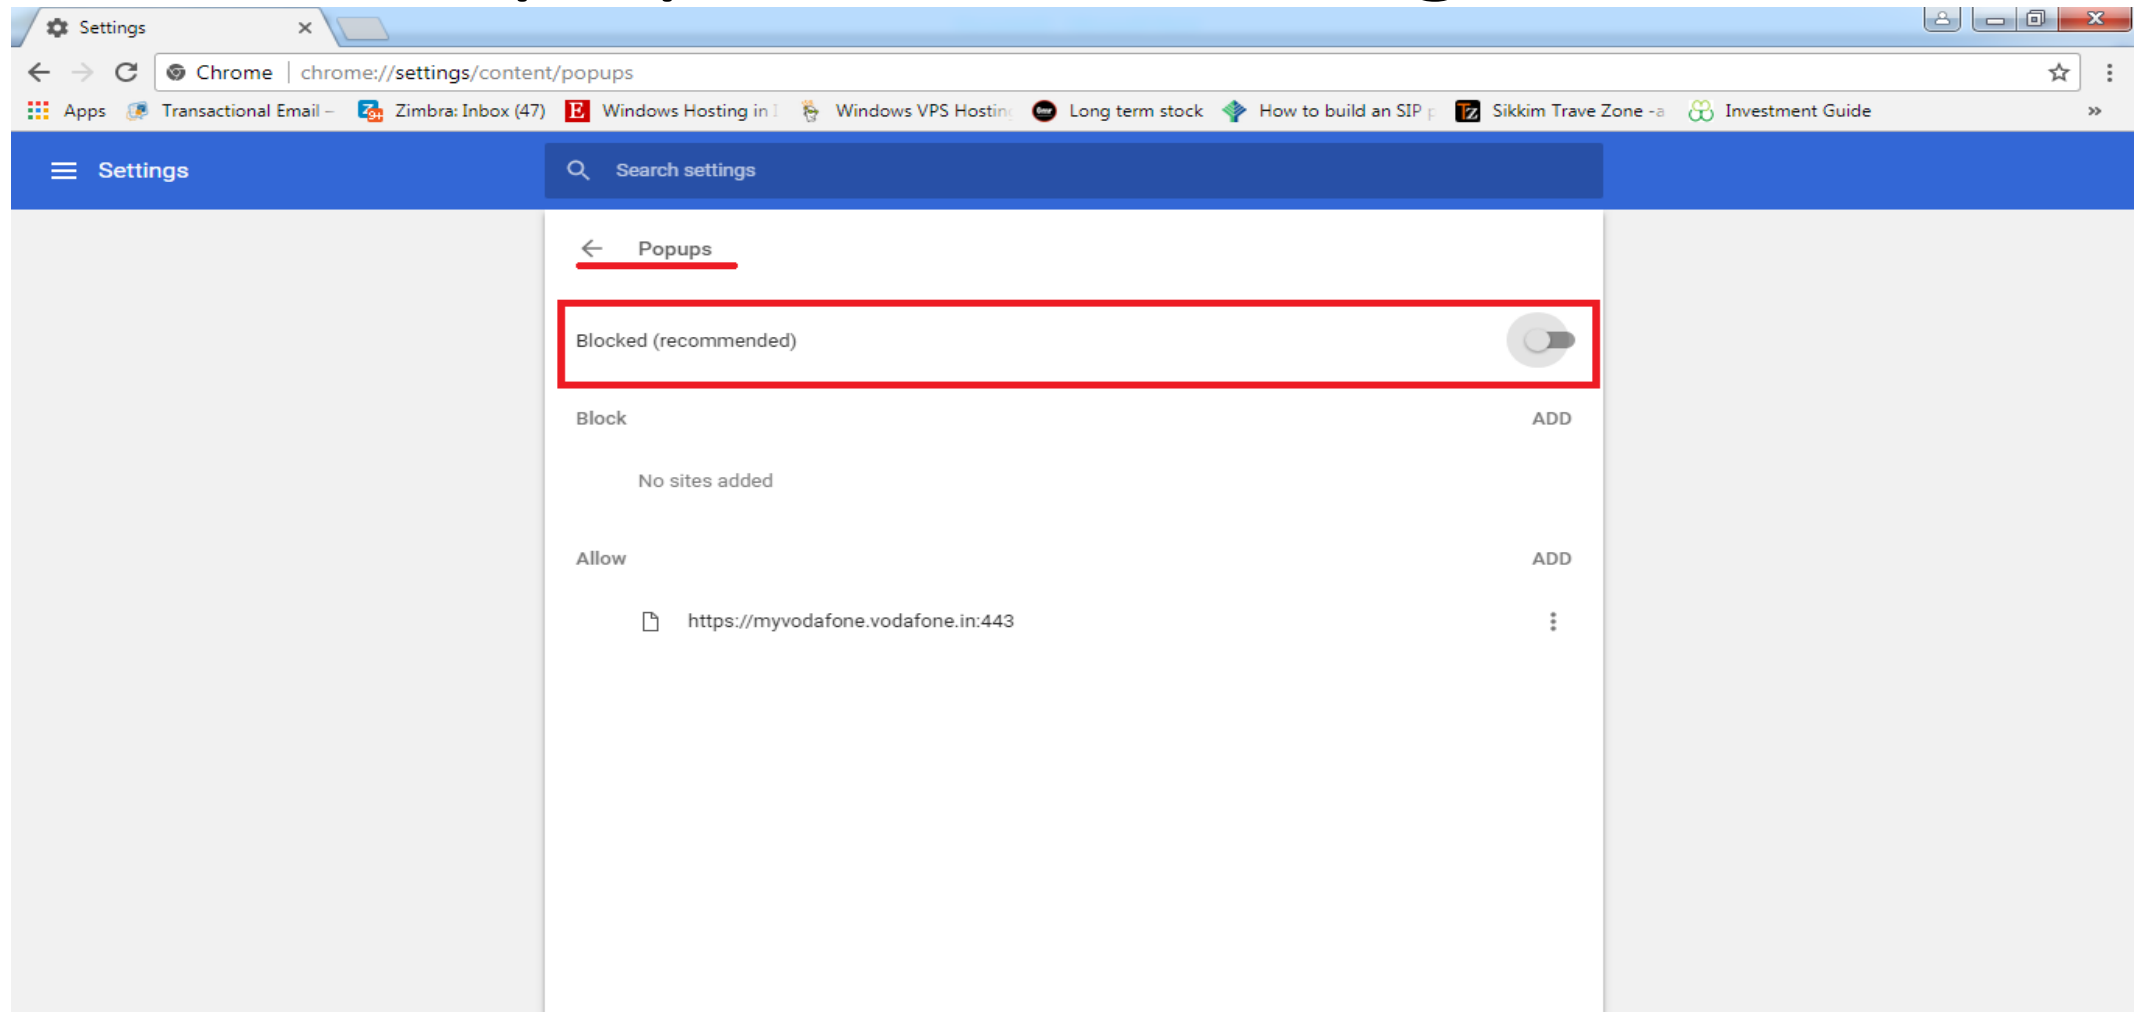 Settings
Chrome chrome://settings/content/popups
Apps Transactional Email – Zimbra: Inbox (47) E Windows Hosting in Windows VPS Hosting Long term stock How to build an SIP p TZ Sikkim Trave Zone -a Investment Guide »
Settings Search settings
Popups
Blocked (recommended)
Block ADD
No sites added
Allow ADD
https://myvodafone.vodafone.in:443